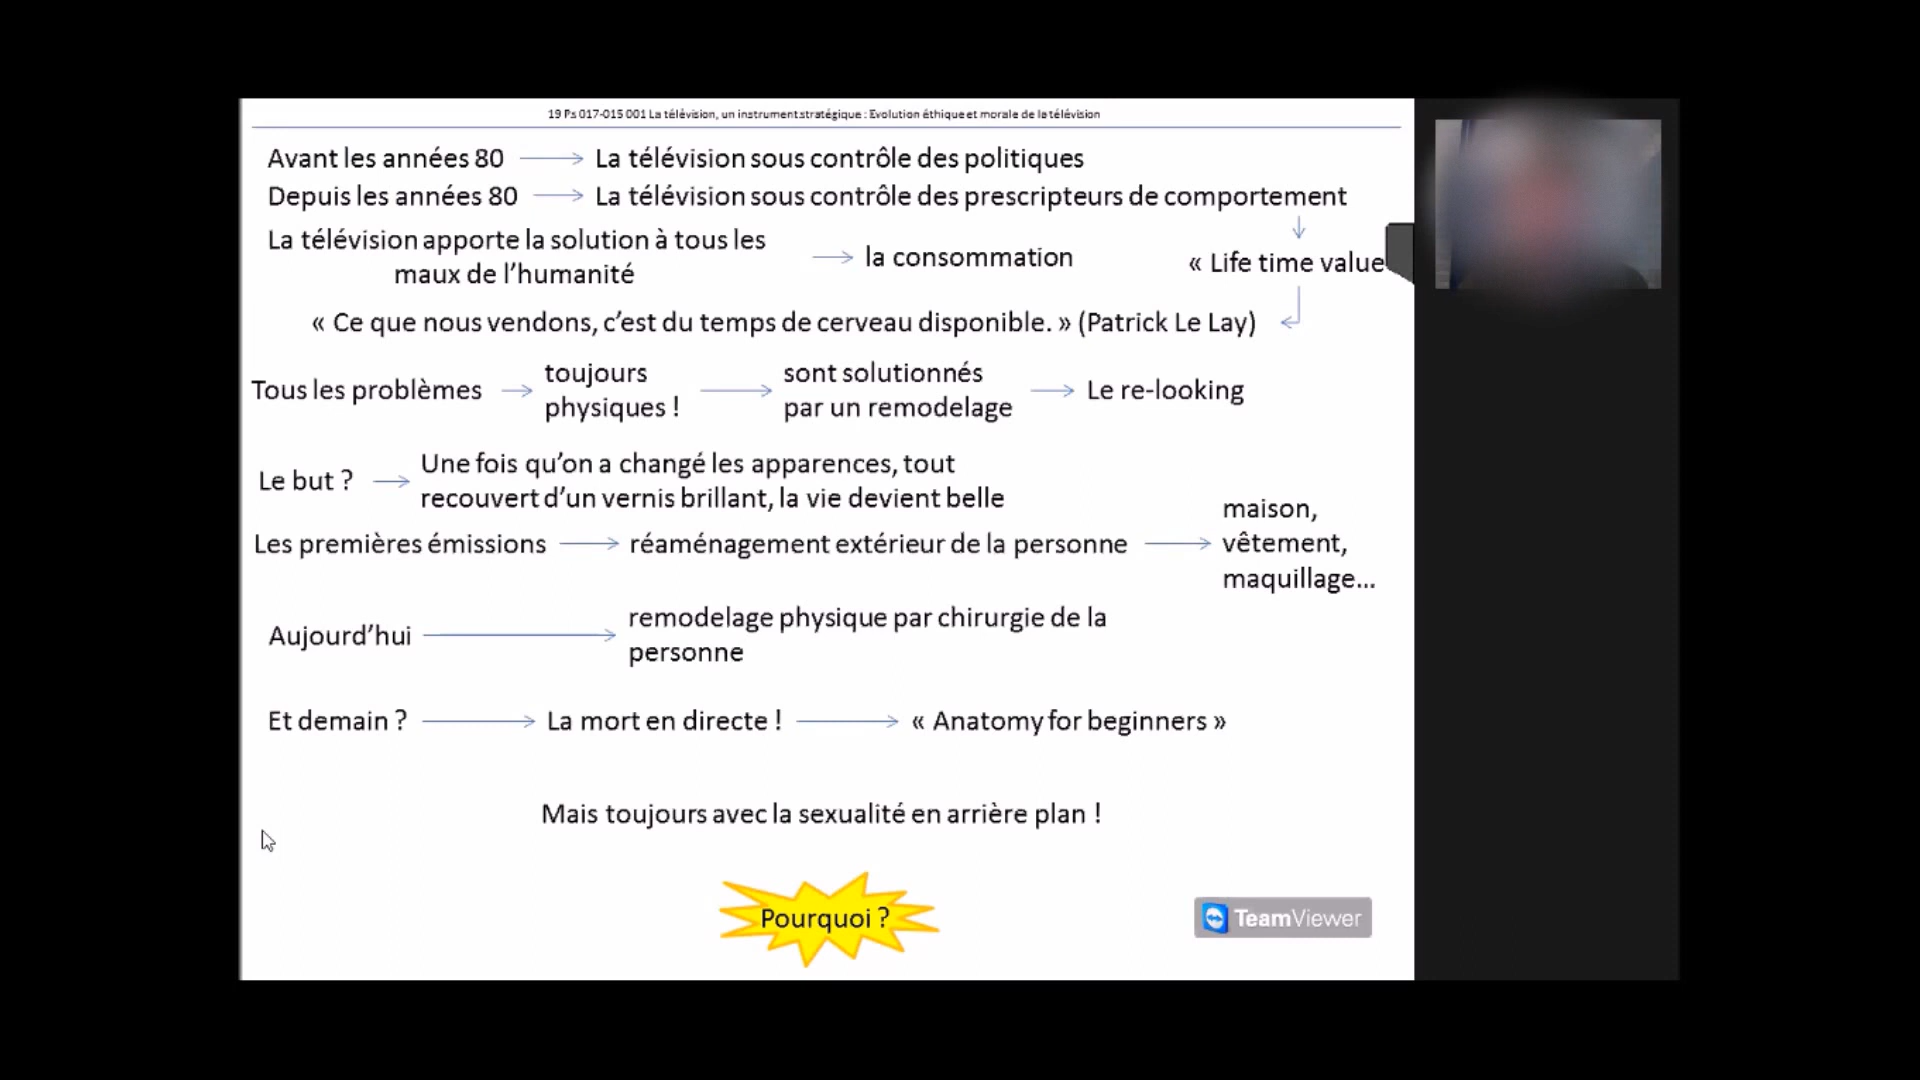 19 Ps 017-015 001 La télévision, un instrument stratégique : Evolution éthique et morale de la télévision
Avant les années 80 → La télévision sous contrôle des politiques
Depuis les années 80 → La télévision sous contrôle des prescripteurs de comportement
La télévision apporte la solution à tous les
maux de l'humanité
→ la consommation
« Life time value
« Ce que nous vendons, c'est du temps de cerveau disponible. » (Patrick Le Lay)
Tous les problèmes →
toujours
physiques !
→
sont solutionnés
par un remodelage
→ Le re-looking
Le but ? →
Une fois qu'on a changé les apparences, tout
recouvert d'un vernis brillant, la vie devient belle
Les premières émissions → réaménagement extérieur de la personne →
maison,
vêtement,
maquillage...
Aujourd'hui →
remodelage physique par chirurgie de la
personne
Et demain ? → La mort en directe ! → « Anatomy for beginners »
Mais toujours avec la sexualité en arrière plan !
Pourquoi ?
TeamViewer